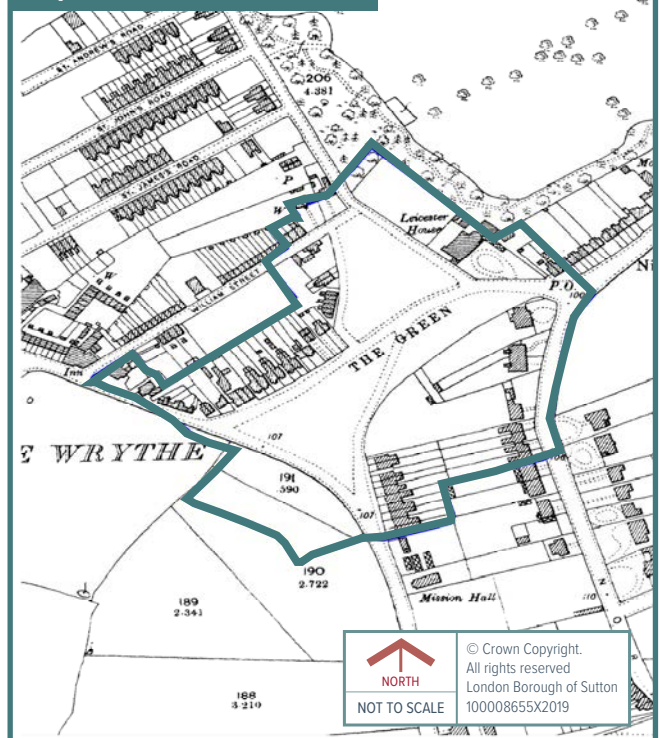 ST. ANDREW'S ROAD
206
4.381
ST. JOHN'S ROAD
ST. JAMES'S ROAD
P
W
Leicester
House
W
WILLIAM STREET
P.O.
100
Ni
THE GREEN
Inn
E WRYTHE
107
191
.590
107
190
2.722
189
2.341
Mission Hall
110
188
3.210
NORTH
NOT TO SCALE
© Crown Copyright.
All rights reserved
London Borough of Sutton
100008655X2019